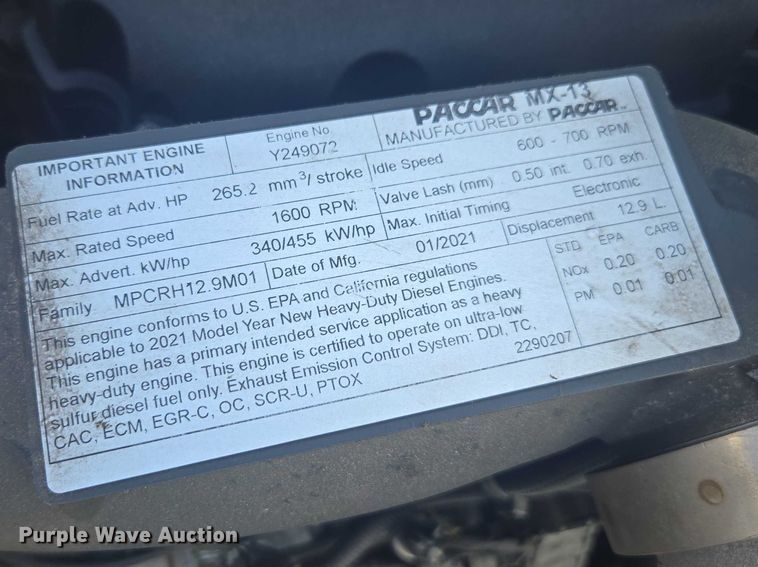 IMPORTANT ENGINE INFORMATION
Engine No.
Y249072
PACCAR MX-13
MANUFACTURED BY PACCAR
Fuel Rate at Adv. HP 265.2 mm³/ stroke
Idle Speed 600 - 700 RPM
Max. Rated Speed 1600 RPM
Valve Lash (mm) 0.50 int. 0.70 exh.
Max. Advert. kW/hp 340/455 kW/hp
Max. Initial Timing Electronic
Family MPCRH12.9M01
Date of Mfg. 01/2021
Displacement 12.9 L.
This engine conforms to U.S. EPA and California regulations
applicable to 2021 Model Year New Heavy-Duty Diesel Engines.
This engine has a primary intended service application as a heavy
heavy-duty engine. This engine is certified to operate on ultra-low
sulfur diesel fuel only. Exhaust Emission Control System: DDI, TC,
CAC, ECM, EGR-C, OC, SCR-U, PTOX
2290207
STD EPA CARB
NOx 0.20 0.20
PM 0.01 0.01
Purple Wave Auction